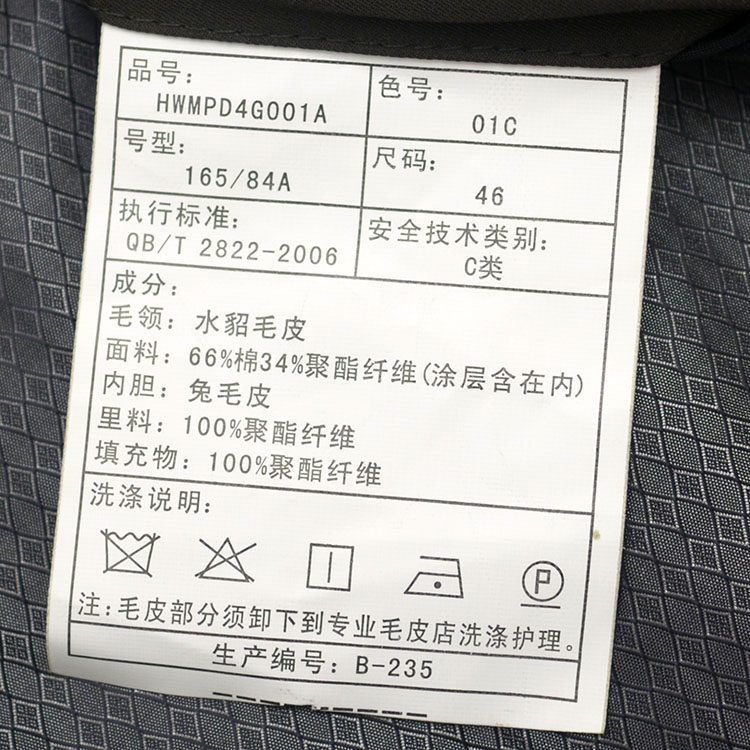 品号:
HWMPD4G001A
色号:
01C
号型:
165/84A
尺码:
46
执行标准:
QB/T 2822-2006
安全技术类别:
C类
成分:
毛领: 水貂毛皮
面料: 66%棉34%聚酯纤维(涂层含在内)
内胆: 兔毛皮
里料: 100%聚酯纤维
填充物: 100%聚酯纤维
洗涤说明:
P
注:毛皮部分须卸下到专业毛皮店洗涤护理。
生产编号: B-235